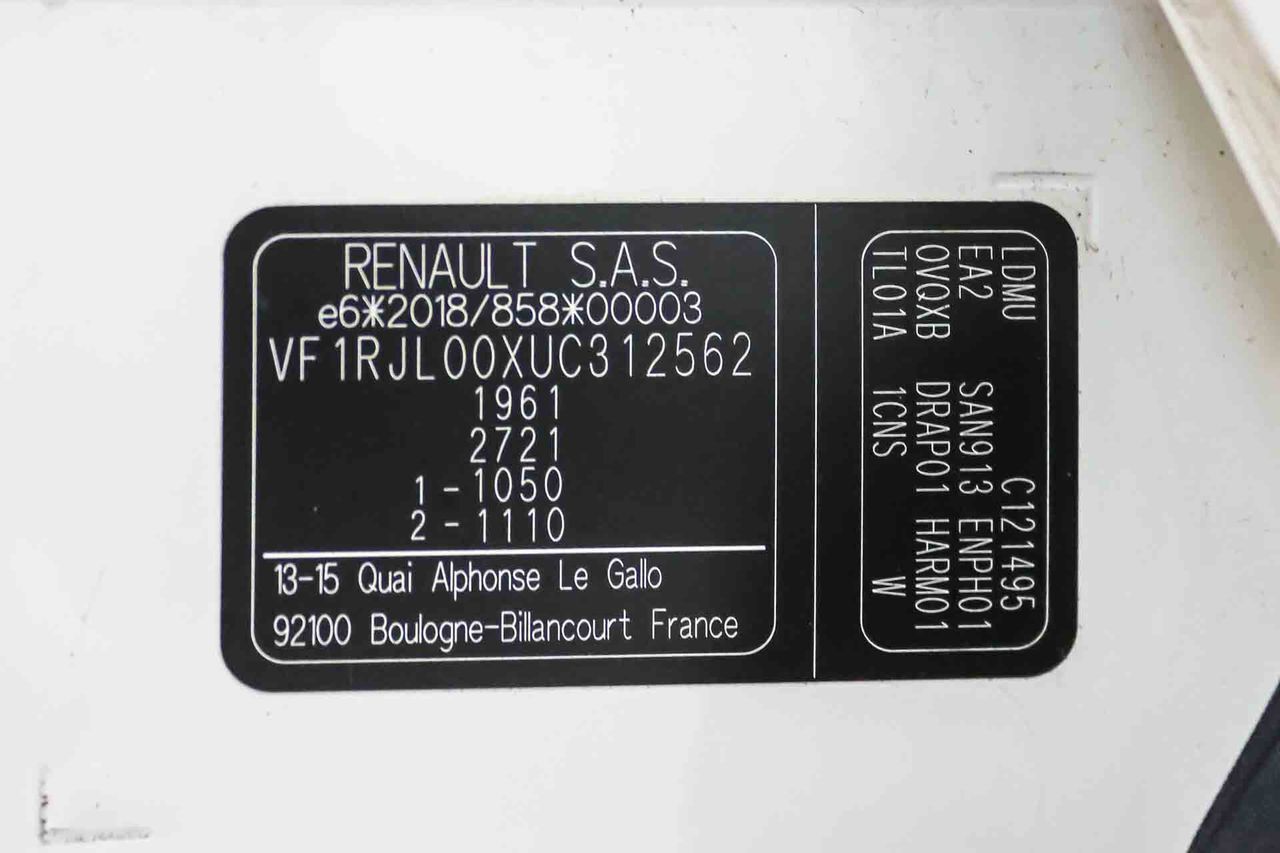 RENAULT S.A.S.
e6*2018/858*00003
VF1RJL00XUC312562
1961
2721
1 - 1050
2 - 1110
13-15 Quai Alphonse Le Gallo
92100 Boulogne-Billancourt France
LDMU C121495
EA2 SAN913 ENPH01
OVQXB DRAP01 HARM01
TL01A 1CNS W